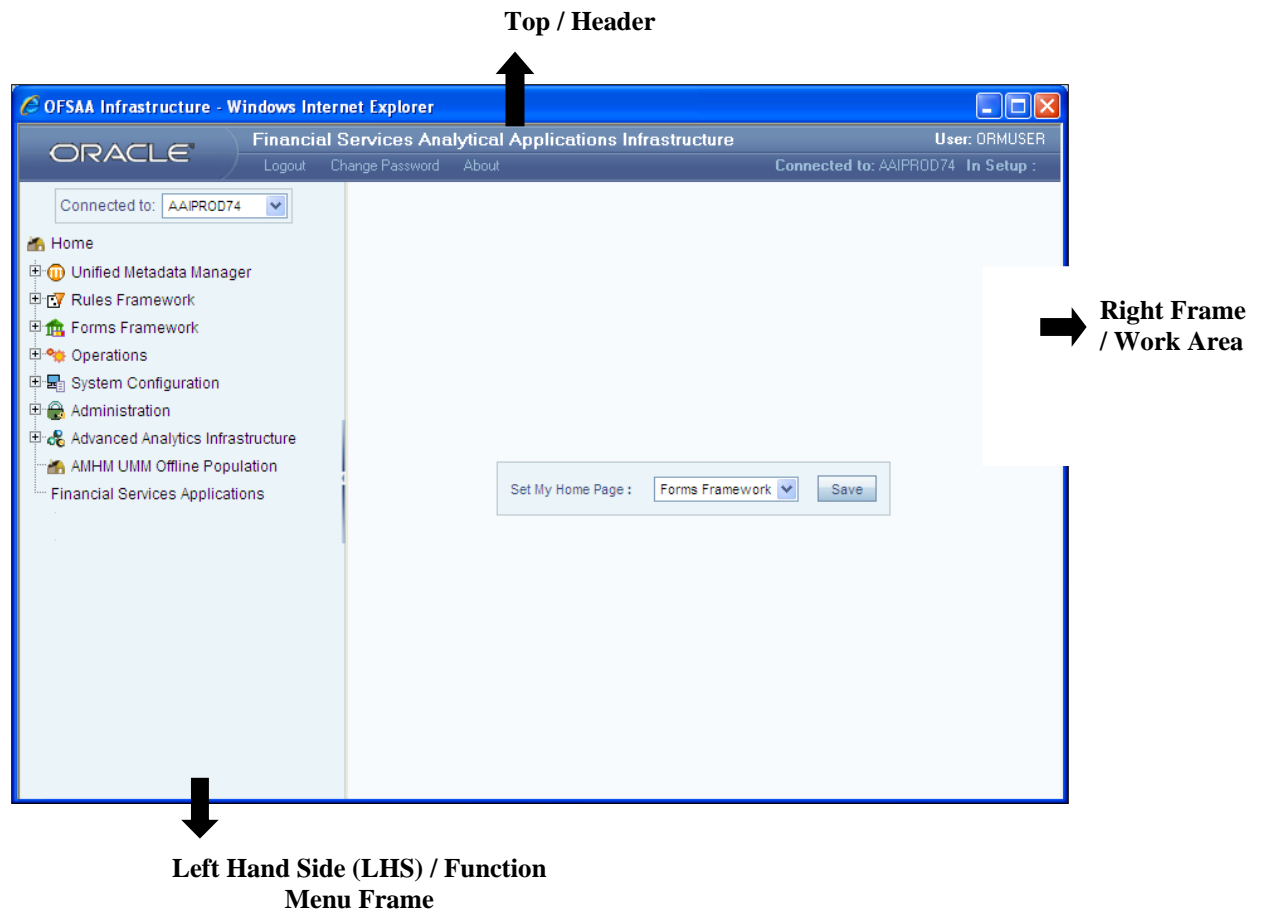 Top / Header
OFSAA Infrastructure - Windows Internet Explorer
ORACLE®
Financial Services Analytical Applications Infrastructure
User: ORMUSER
Logout Change Password About
Connected to: AAIPROD74 In Setup :
Connected to: AAIPROD74
Home
Unified Metadata Manager
Rules Framework
Forms Framework
Operations
System Configuration
Administration
Advanced Analytics Infrastructure
AMHM UMM Offline Population
Financial Services Applications
Set My Home Page : Forms Framework Save
Right Frame
/ Work Area
Left Hand Side (LHS) / Function
Menu Frame